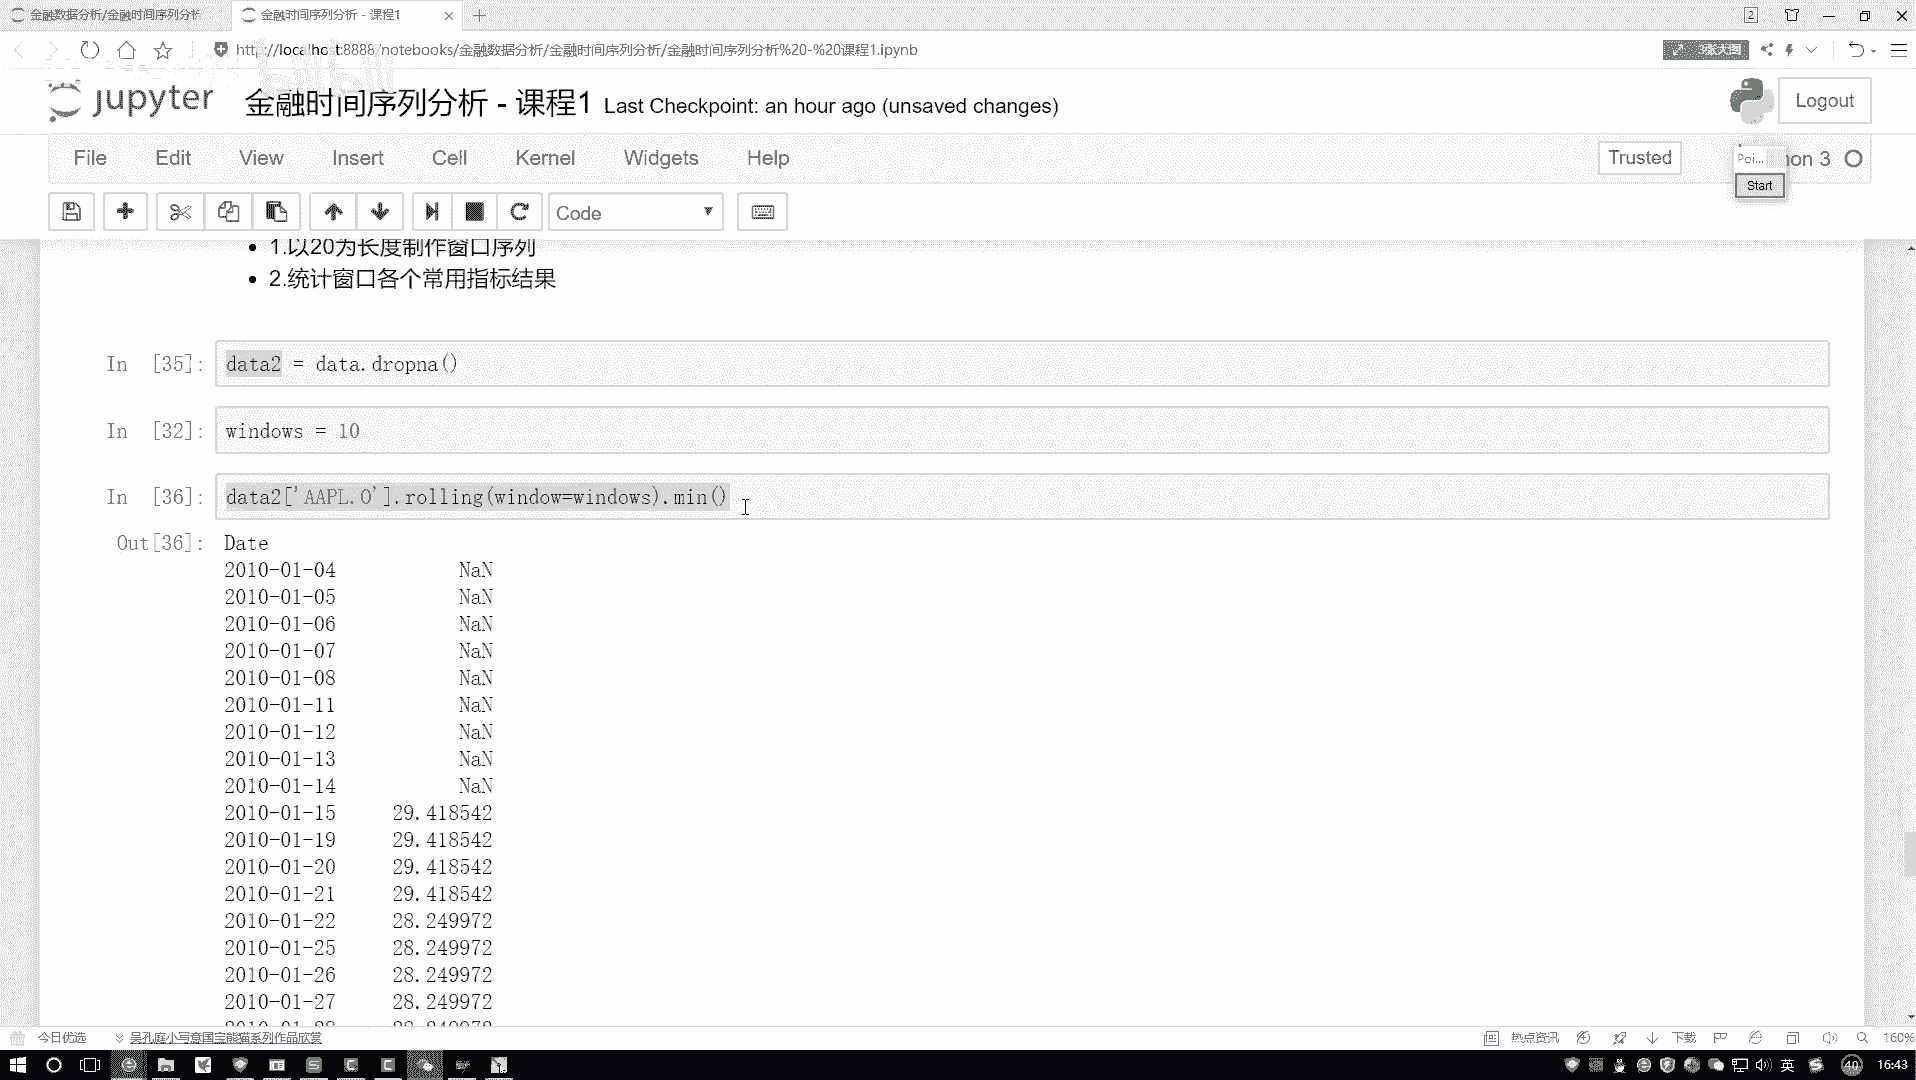 金融数据分析/金融时间序列分析
金融时间序列分析 - 课程1
2
http://localhost:8888/notebooks/金融数据分析/金融时间序列分析/金融时间序列分析%20-%20课程1.ipynb
3张大图
jupyter
金融时间序列分析 - 课程1 Last Checkpoint: an hour ago (unsaved changes)
Logout
File Edit View Insert Cell Kernel Widgets Help
Trusted
Poi...
on 3
Start
Code
1.以20为长度制作窗口序列
2.统计窗口各个常用指标结果
In [35]: data2 = data.dropna()
In [32]: windows = 10
In [36]: data2['AAPL.O'].rolling(window=windows).min()
Out[36]: Date
2010-01-04 NaN
2010-01-05 NaN
2010-01-06 NaN
2010-01-07 NaN
2010-01-08 NaN
2010-01-11 NaN
2010-01-12 NaN
2010-01-13 NaN
2010-01-14 NaN
2010-01-15 29.418542
2010-01-19 29.418542
2010-01-20 29.418542
2010-01-21 29.418542
2010-01-22 28.249972
2010-01-25 28.249972
2010-01-26 28.249972
2010-01-27 28.249972
今日优选
吴孔庭小写意国宝熊猫系列作品欣赏
热点资讯
下载
160%
英
40
16:43